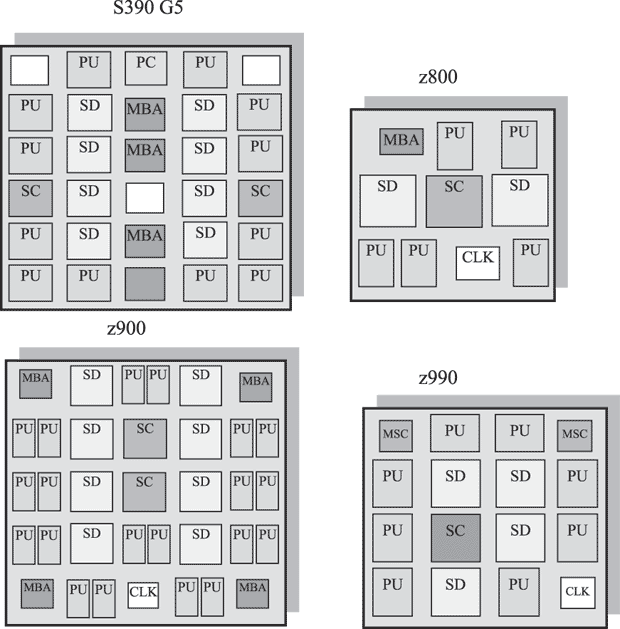 S390 G5
PU PC PU
PU SD MBA SD PU
PU SD MBA SD PU
SC SD SD SC
PU SD MBA SD PU
PU PU PU PU
z800
MBA PU PU
SD SC SD
PU PU CLK PU
z900
MBA SD PU PU SD MBA
PU PU SD SC SD PU PU
PU PU SD SC SD PU PU
PU PU SD PU PU SD PU PU
MBA PU PU CLK PU PU MBA
z990
MSC PU PU MSC
PU SD SD PU
PU SC SD PU
PU SD PU CLK